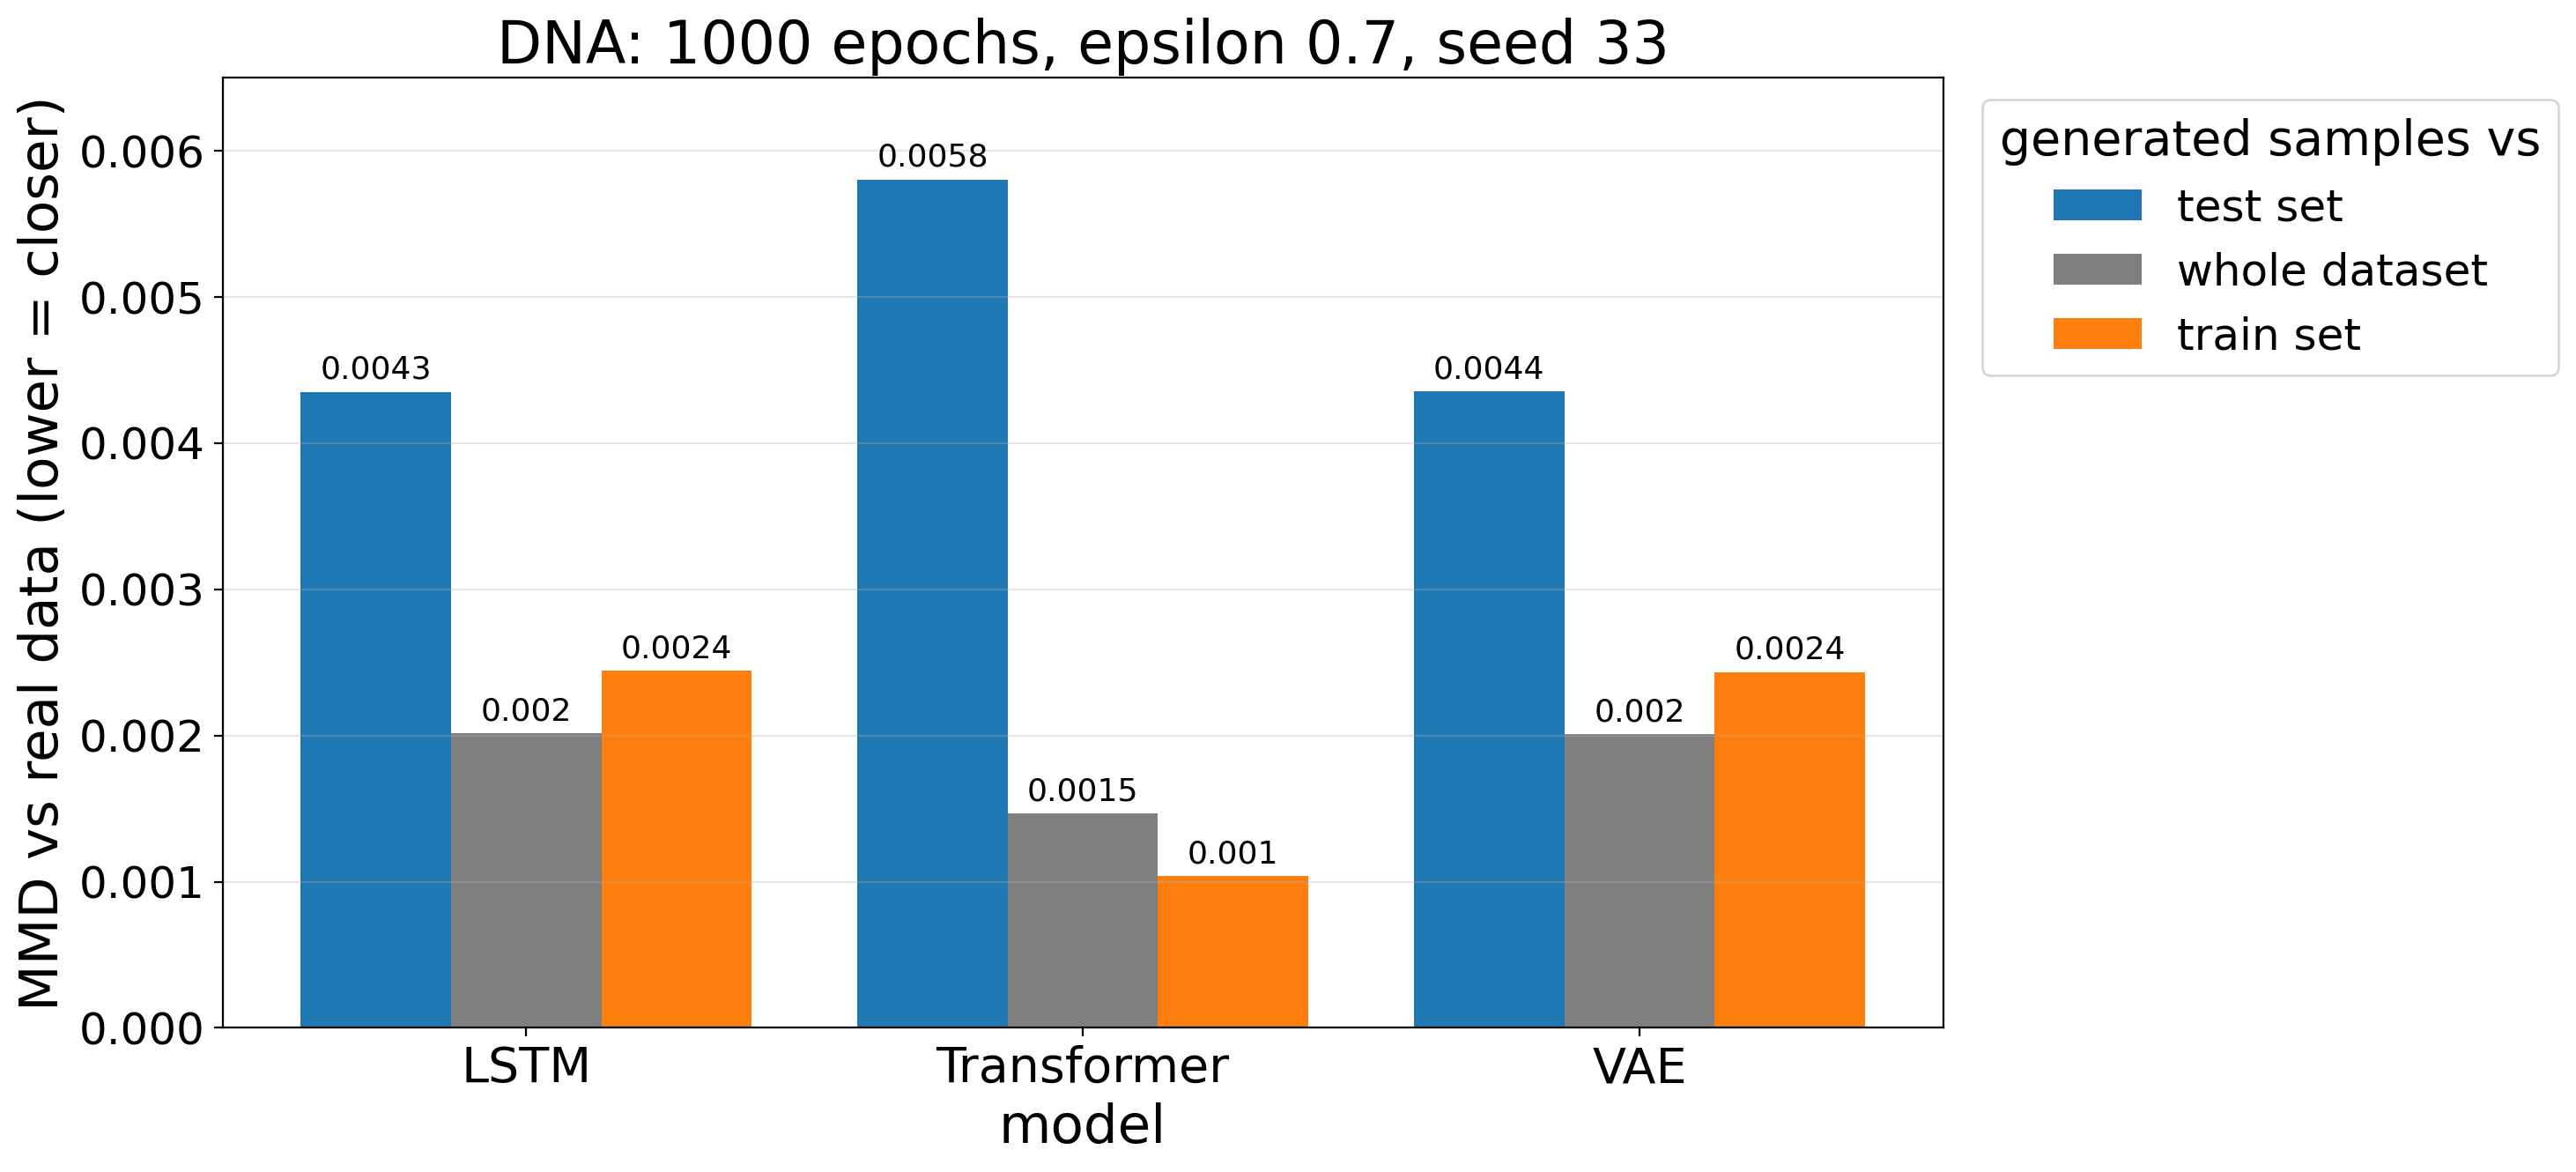 DNA: 1000 epochs, epsilon 0.7, seed 33
MMD vs real data (lower = closer)
0.006
0.005
0.004
0.003
0.002
0.001
0.000
0.0043
0.002
0.0024
0.0058
0.0015
0.001
0.0044
0.002
0.0024
LSTM
Transformer
VAE
model
generated samples vs
test set
whole dataset
train set